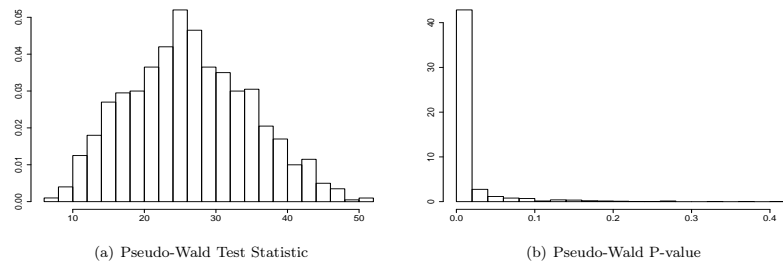 0.00 0.01 0.02 0.03 0.04 0.05
10 20 30 40 50
(a) Pseudo-Wald Test Statistic
0 10 20 30 40
0.0 0.1 0.2 0.3 0.4
(b) Pseudo-Wald P-value